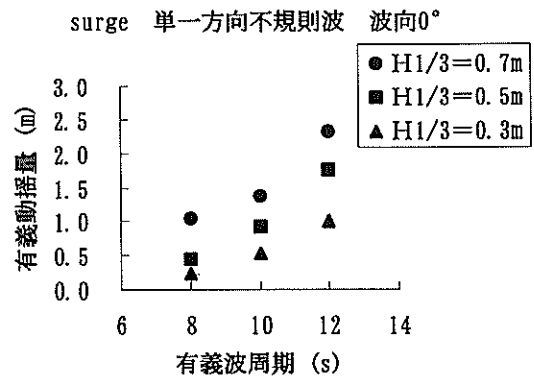 surge 単一方向不規則波 波向0°
● H1/3=0.7m
■ H1/3=0.5m
▲ H1/3=0.3m
有義動揺量 (m)
3.0
2.5
2.0
1.5
1.0
0.5
0.0
6 8 10 12 14
有義波周期 (s)